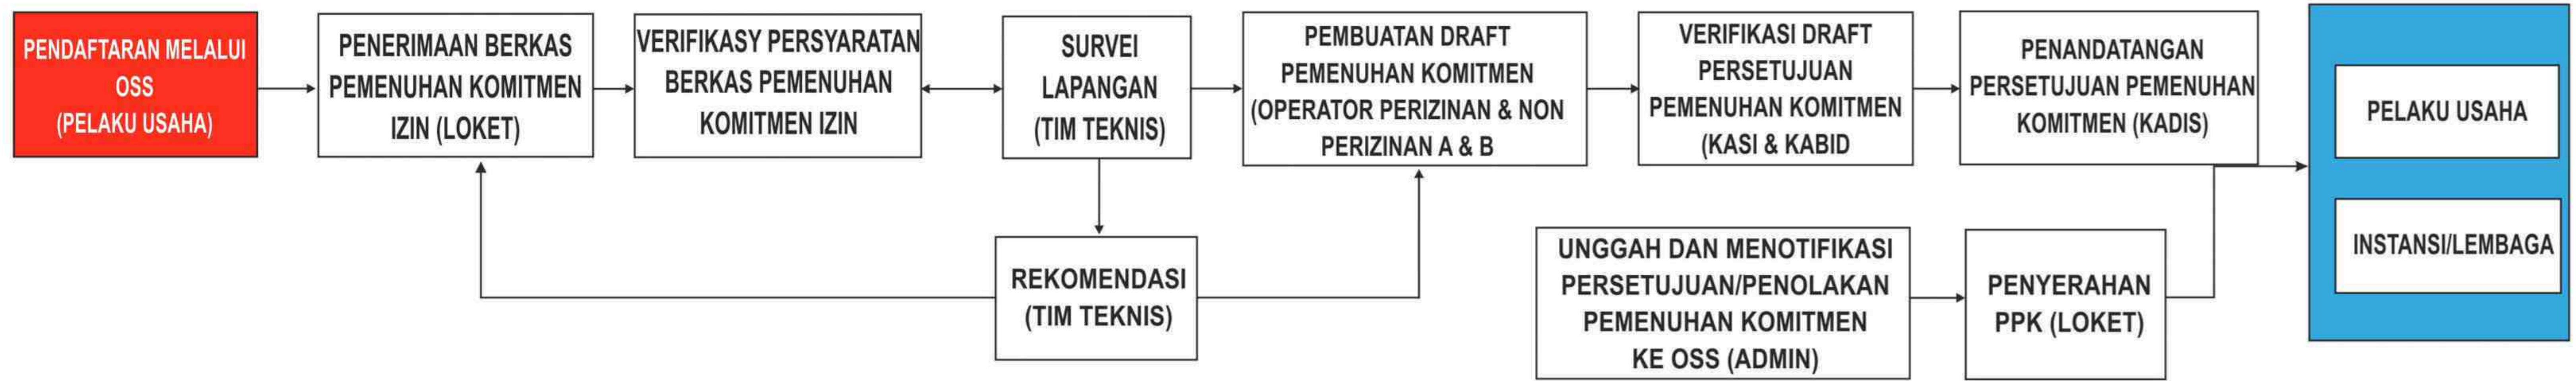 PENDAFTARAN MELALUI
OSS
(PELAKU USAHA)
PENERIMAAN BERKAS
PEMENUHAN KOMITMEN
IZIN (LOKET)
VERIFIKASY PERSYARATAN
BERKAS PEMENUHAN
KOMITMEN IZIN
SURVEI
LAPANGAN
(TIM TEKNIS)
PEMBUATAN DRAFT
PEMENUHAN KOMITMEN
(OPERATOR PERIZINAN & NON
PERIZINAN A & B
VERIFIKASI DRAFT
PERSETUJUAN
PEMENUHAN KOMITMEN
(KASI & KABID
PENANDATANGAN
PERSETUJUAN PEMENUHAN
KOMITMEN (KADIS)
PELAKU USAHA
INSTANSI/LEMBAGA
REKOMENDASI
(TIM TEKNIS)
UNGGAH DAN MENOTIFIKASI
PERSETUJUAN/PENOLAKAN
PEMENUHAN KOMITMEN
KE OSS (ADMIN)
PENYERAHAN
PPK (LOKET)